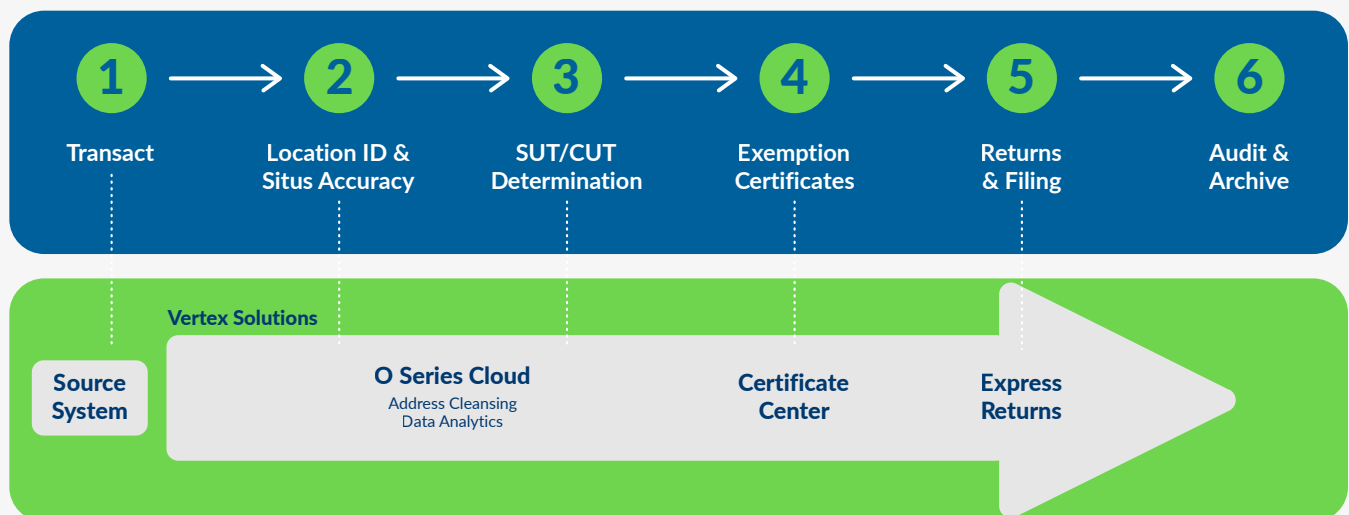 1
2
3
4
5
6
Transact
Location ID &
Situs Accuracy
SUT/CUT
Determination
Exemption
Certificates
Returns
& Filing
Audit &
Archive
Vertex Solutions
Source
System
O Series Cloud
Address Cleansing
Data Analytics
Certificate
Center
Express
Returns